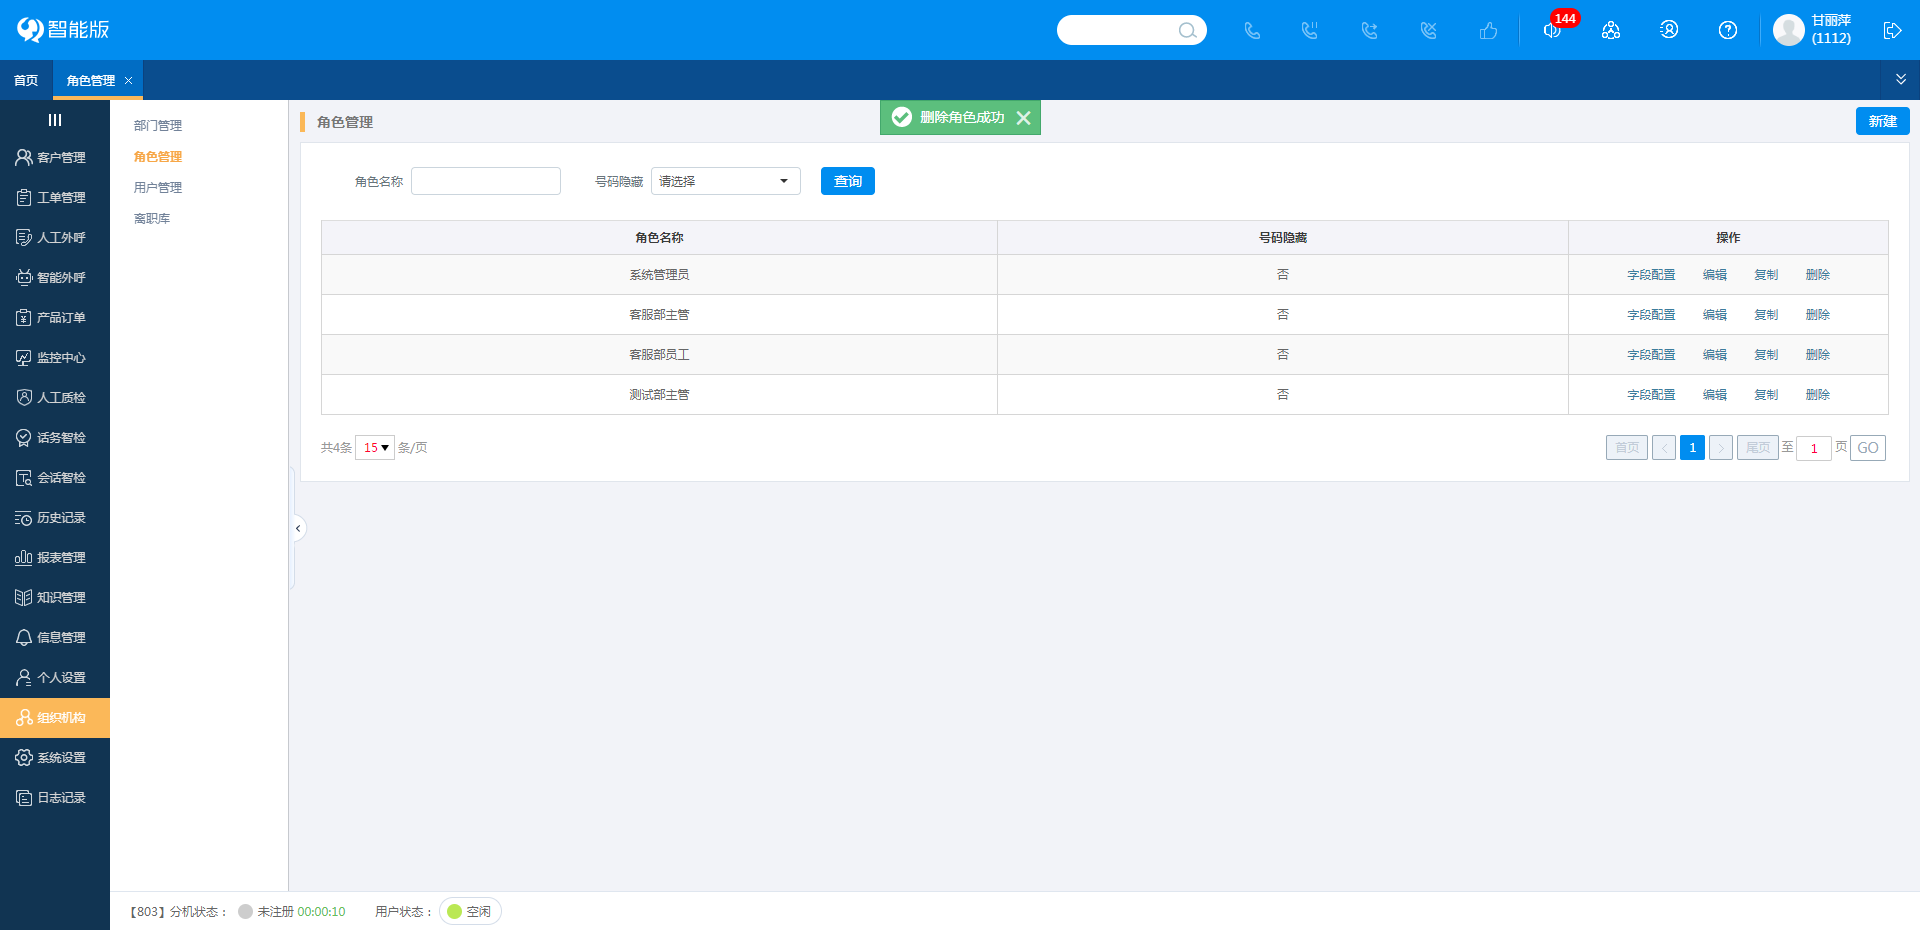 智能版
144
甘丽萍
(1112)
首页
角色管理
客户管理
工单管理
人工外呼
智能外呼
产品订单
监控中心
人工质检
话务智检
会话智检
历史记录
报表管理
知识管理
信息管理
个人设置
组织机构
系统设置
日志记录
部门管理
角色管理
用户管理
离职库
角色管理
删除角色成功
新建
角色名称 号码隐藏 请选择 查询
角色名称 号码隐藏 操作
系统管理员 否 字段配置 编辑 复制 删除
客服部主管 否 字段配置 编辑 复制 删除
客服部员工 否 字段配置 编辑 复制 删除
测试部主管 否 字段配置 编辑 复制 删除
共4条 15 条/页 首页 < 1 > 尾页 至 1 页 GO
【803】分机状态： 未注册 00:00:10 用户状态： 空闲